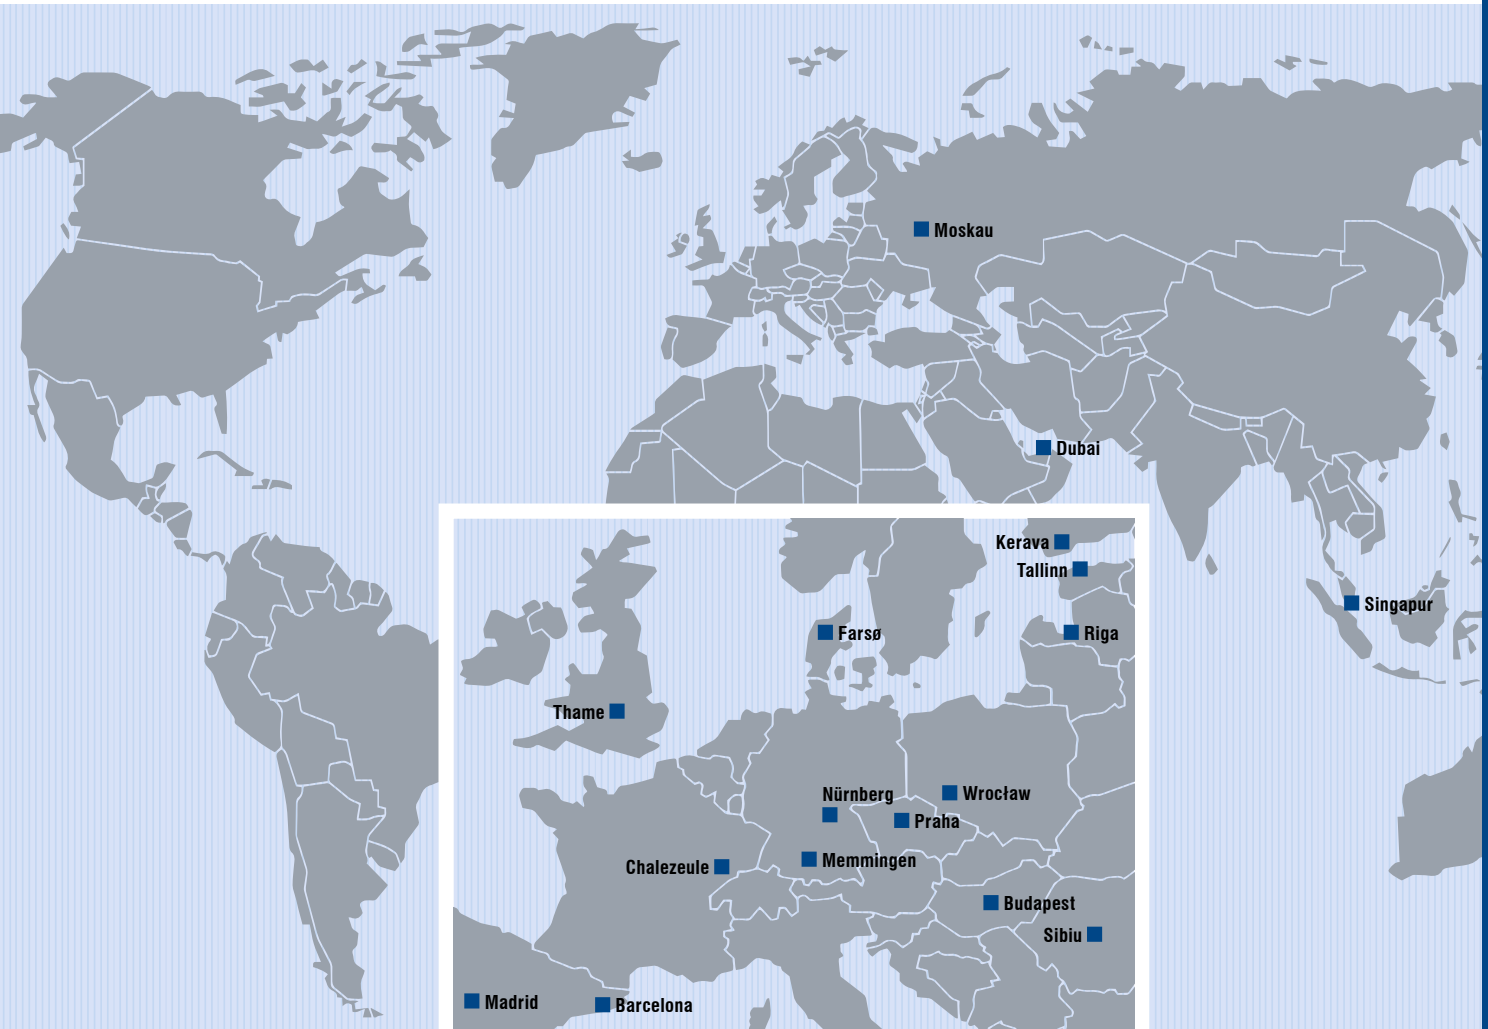 Moskau
Dubai
Kerava
Tallinn
Singapur
Farsø
Riga
Thame
Nürnberg
Wrocław
Praha
Memmingen
Chalezeule
Budapest
Sibiu
Madrid
Barcelona